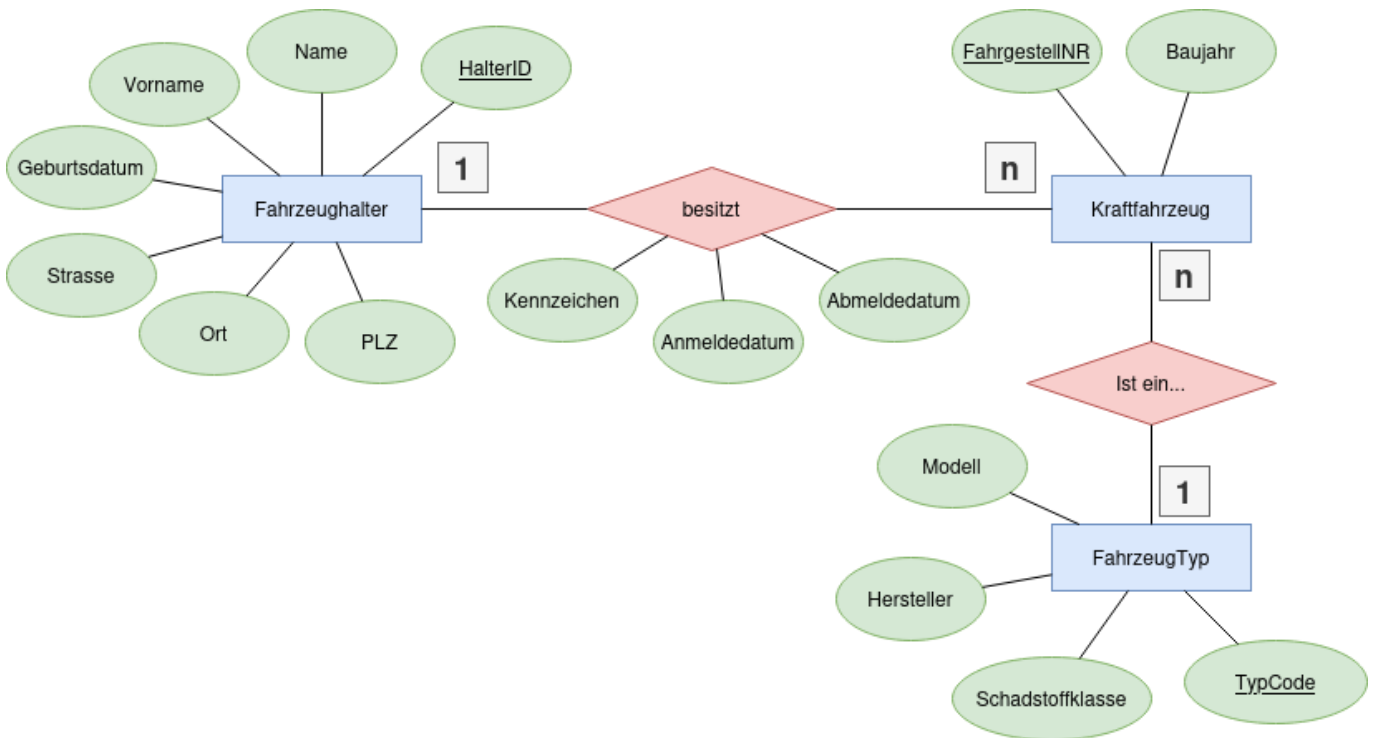 Name
HalterID
Vorname
Geburtsdatum
Fahrzeughalter
Strasse
Ort
PLZ
1
besitzt
n
Kennzeichen
Anmeldedatum
Abmeldedatum
FahrgestellNR
Baujahr
Kraftfahrzeug
n
Ist ein...
1
Modell
FahrzeugTyp
Hersteller
Schadstoffklasse
TypCode